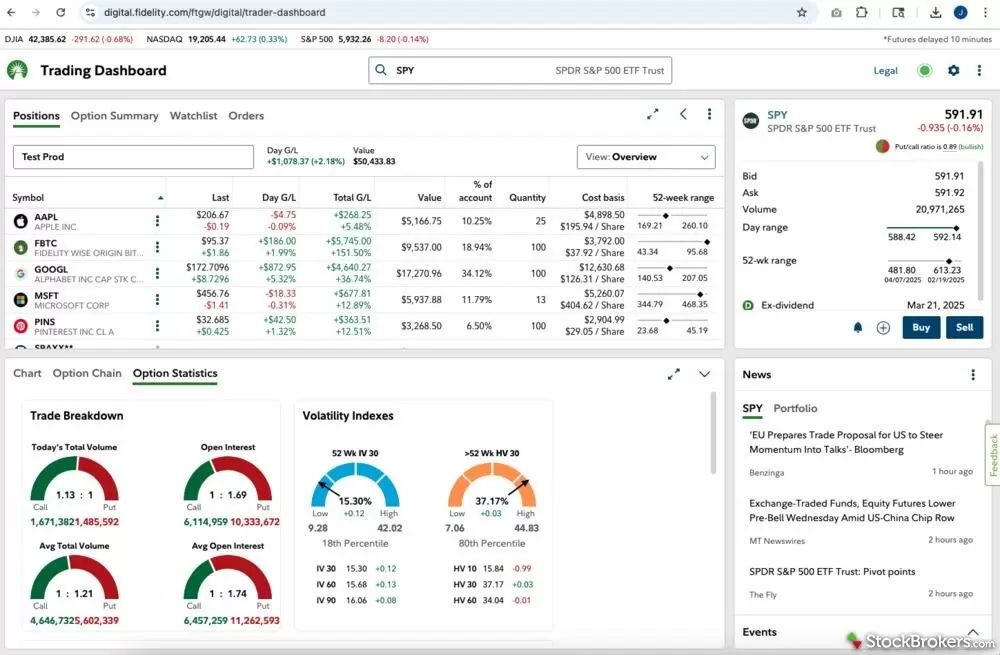 digital.fidelity.com/ftgw/digital/trader-dashboard
DJIA 42,385.62 -291.62 (-0.68%) NASDAQ 19,205.44 +62.73 (0.33%) S&P 500 5,932.26 -8.20 (-0.14%) *Futures delayed 10 minutes
Trading Dashboard
SPY SPDR S&P 500 ETF Trust
Legal
Positions Option Summary Watchlist Orders
Test Prod
Day G/L
+$1,078.37 (+2.18%)
Value
$50,433.83
View: Overview
Symbol Last Day G/L Total G/L Value % of account Quantity Cost basis 52-week range
AAPL $206.67 -$4.75 +$268.25 $5,166.75 10.25% 25 $4,898.50
APPLE INC -$0.19 -0.09% +5.48% $195.94 / Share 169.21 260.10
FBTC $95.37 +$186.00 +$5,745.00 $9,537.00 18.94% 100 $3,792.00
FIDELITY WISE ORIGIN BIT... +$1.86 +1.99% +151.50% $37.92 / Share 43.34 95.68
GOOGL $172.7096 +$872.95 +$4,640.27 $17,270.96 34.12% 100 $12,630.68
ALPHABET INC CAP STK C... +$8.7296 +5.32% +36.74% $126.31 / Share 140.53 207.05
MSFT $456.76 -$18.33 +$677.81 $5,937.88 11.79% 13 $5,260.07
MICROSOFT CORP -$1.41 -0.31% +12.89% $404.62 / Share 344.79 468.35
PINS $32.685 +$42.50 +$363.51 $3,268.50 6.50% 100 $2,904.99
PINTEREST INC CL A +$0.425 +1.32% +12.51% $29.05 / Share 23.68 45.19
SPAXX**
SPDR
SPY 591.91
SPDR S&P 500 ETF Trust -0.935 (-0.16%)
Put/call ratio is 0.89 (bullish)
Bid 591.91
Ask 591.92
Volume 20,971,265
Day range
588.42 592.14
52-wk range
481.80 613.23
04/07/2025 02/19/2025
D Ex-dividend Mar 21, 2025
Buy Sell
Chart Option Chain Option Statistics
Trade Breakdown
Today's Total Volume Open Interest
1.13 : 1 1 : 1.69
Call Put Call Put
1,671,382 1,485,592 6,114,959 10,333,672
Avg Total Volume Avg Open Interest
1 : 1.21 1 : 1.74
Call Put Call Put
4,646,732 5,602,339 6,457,259 11,262,593
Volatility Indexes
52 Wk IV 30 >52 Wk HV 30
15.30% 37.17%
Low +0.12 High Low +0.03 High
9.28 42.02 7.06 44.83
18th Percentile 80th Percentile
IV 30 15.30 +0.12 HV 10 15.84 -0.99
IV 60 15.68 +0.13 HV 30 37.17 +0.03
IV 90 16.06 +0.08 HV 60 34.04 -0.01
News
SPY Portfolio
'EU Prepares Trade Proposal for US to Steer
Momentum Into Talks'- Bloomberg
Benzinga 1 hour ago
Exchange-Traded Funds, Equity Futures Lower
Pre-Bell Wednesday Amid US-China Chip Row
MT Newswires 2 hours ago
SPDR S&P 500 ETF Trust: Pivot points
The Fly 2 hours ago
Events
Feedback
StockBrokers.com